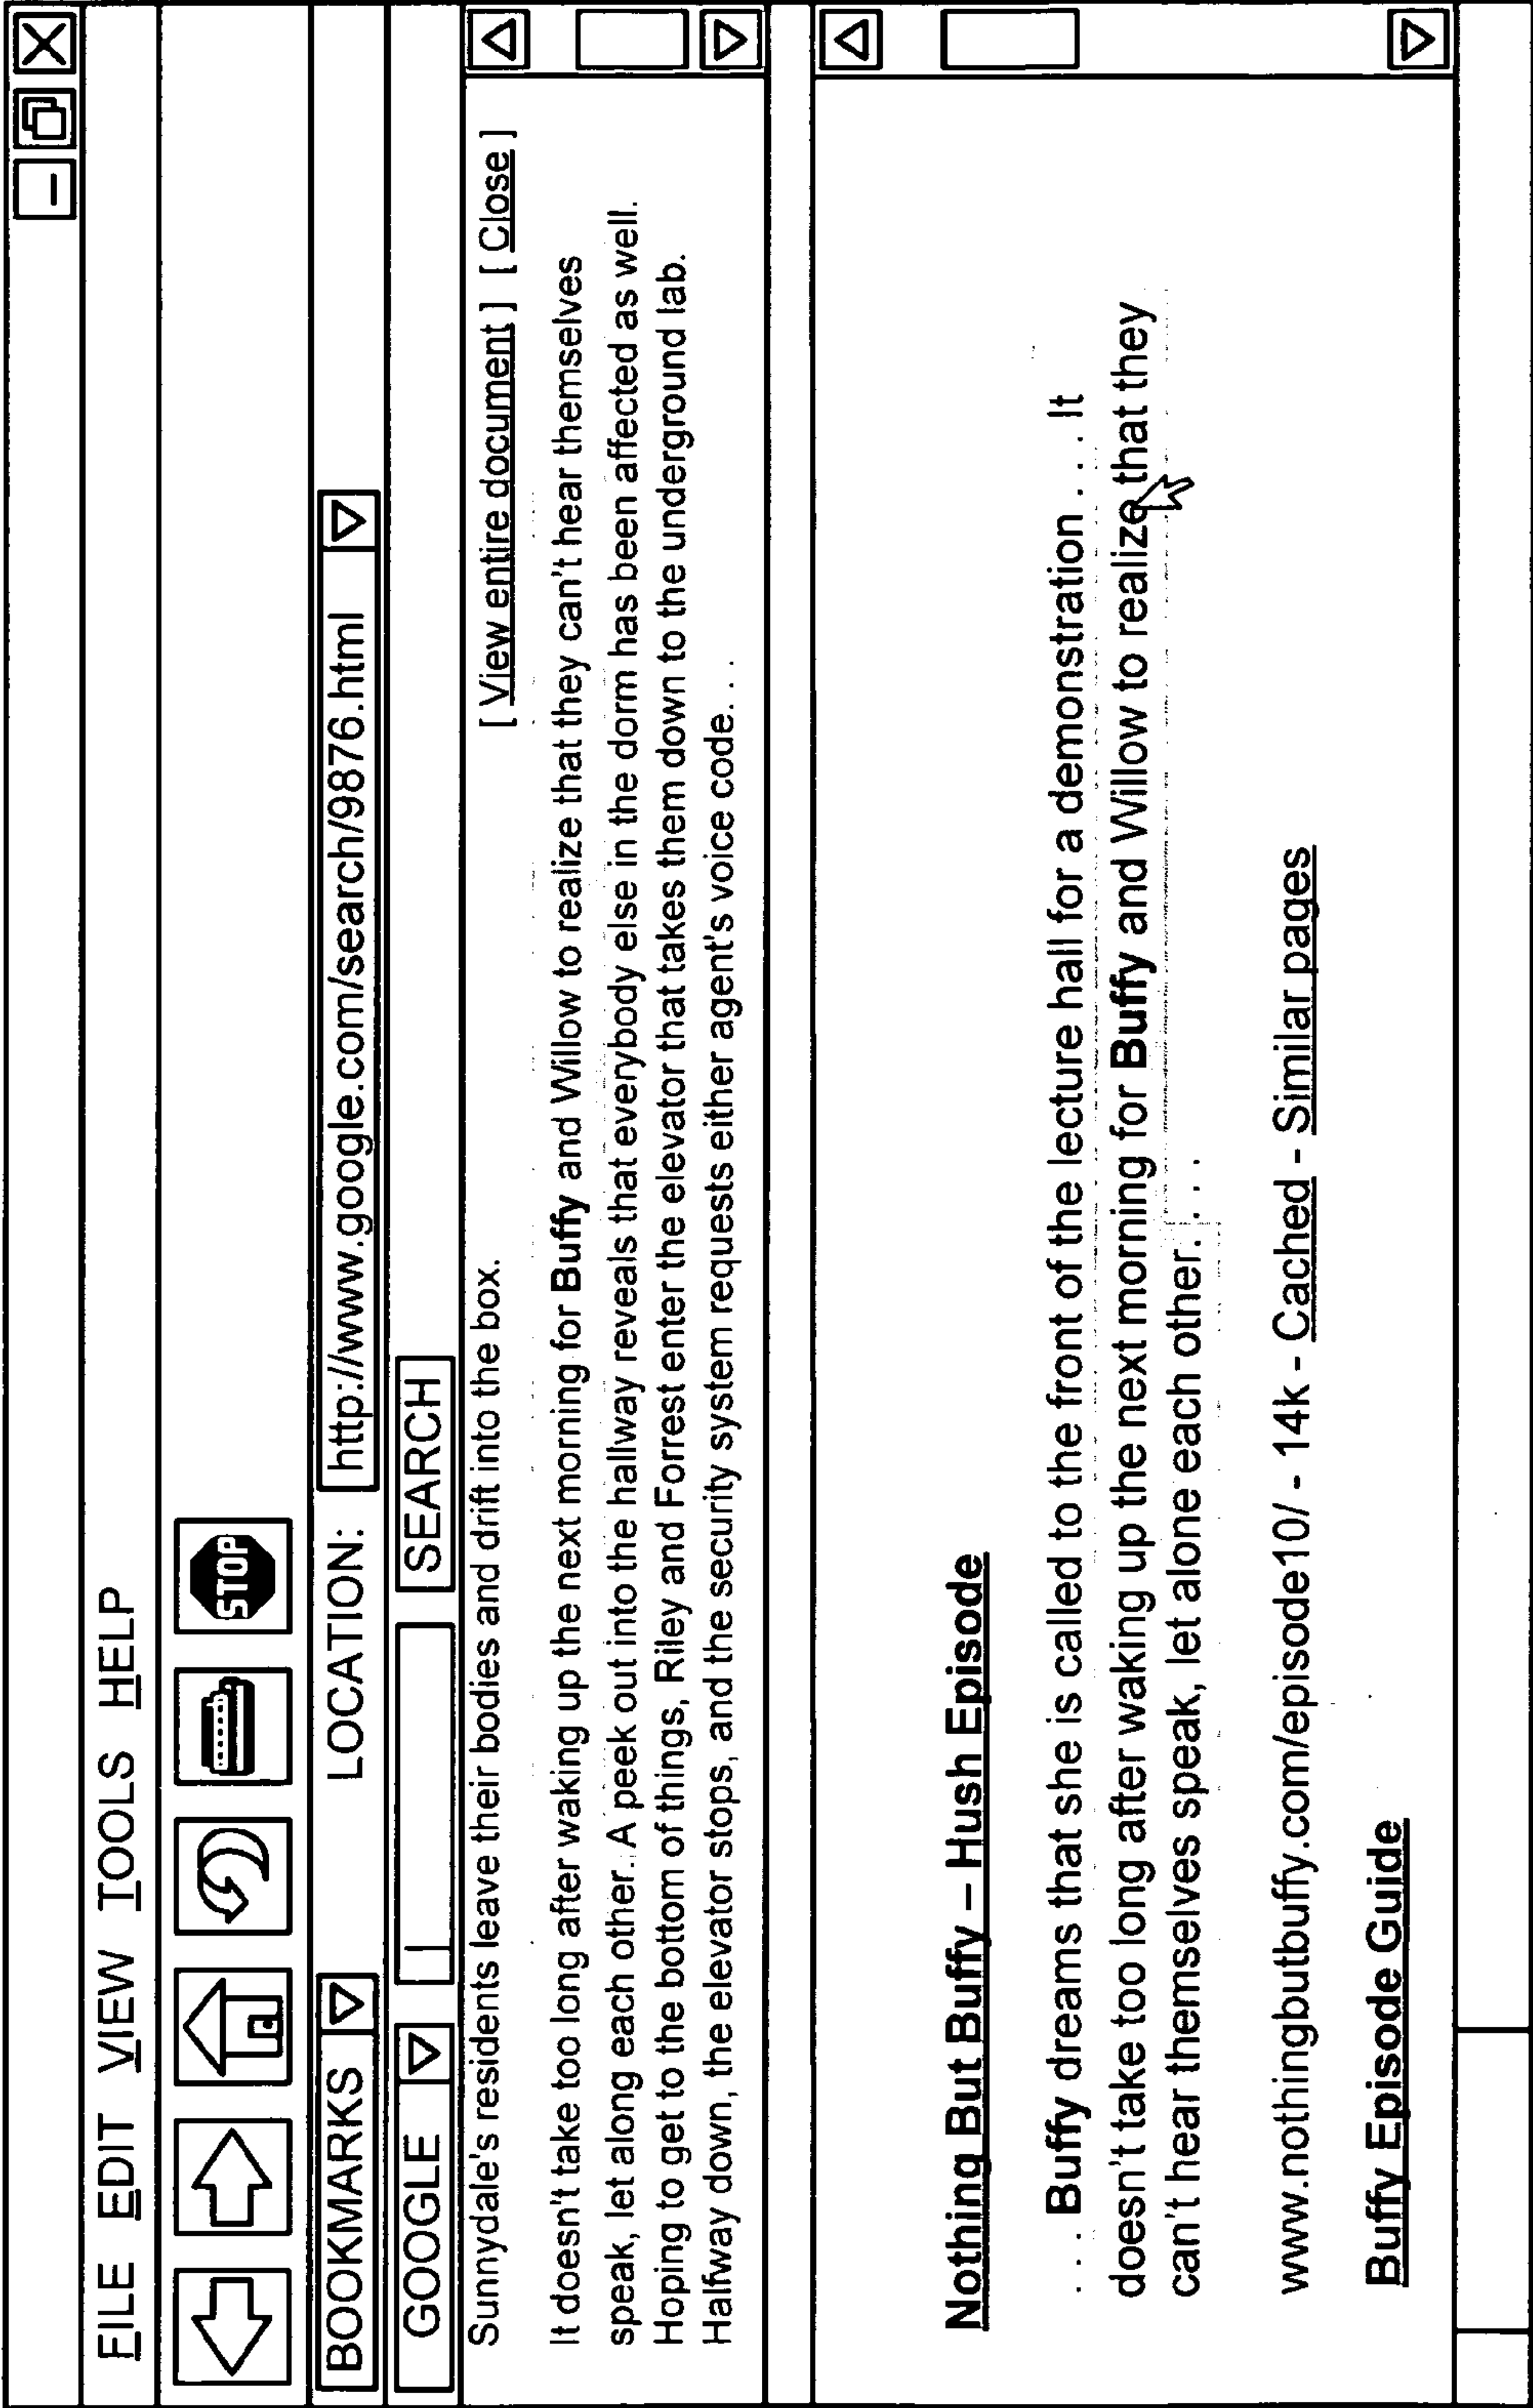 FILE EDIT VIEW TOOLS HELP
STOP
BOOKMARKS LOCATION: http://www.google.com/search/9876.html
GOOGLE SEARCH
Sunnydale's residents leave their bodies and drift into the box. [ View entire document ] [ Close ]
It doesn't take too long after waking up the next morning for Buffy and Willow to realize that they can't hear themselves
speak, let along each other. A peek out into the hallway reveals that everybody else in the dorm has been affected as well.
Hoping to get to the bottom of things, Riley and Forrest enter the elevator that takes them down to the underground lab.
Halfway down, the elevator stops, and the security system requests either agent's voice code. . .
Nothing But Buffy – Hush Episode
. . . Buffy dreams that she is called to the front of the lecture hall for a demonstration . . . It
doesn't take too long after waking up the next morning for Buffy and Willow to realize that they
can't hear themselves speak, let alone each other. . . .
www.nothingbutbuffy.com/episode10/ - 14k - Cached - Similar pages
Buffy Episode Guide